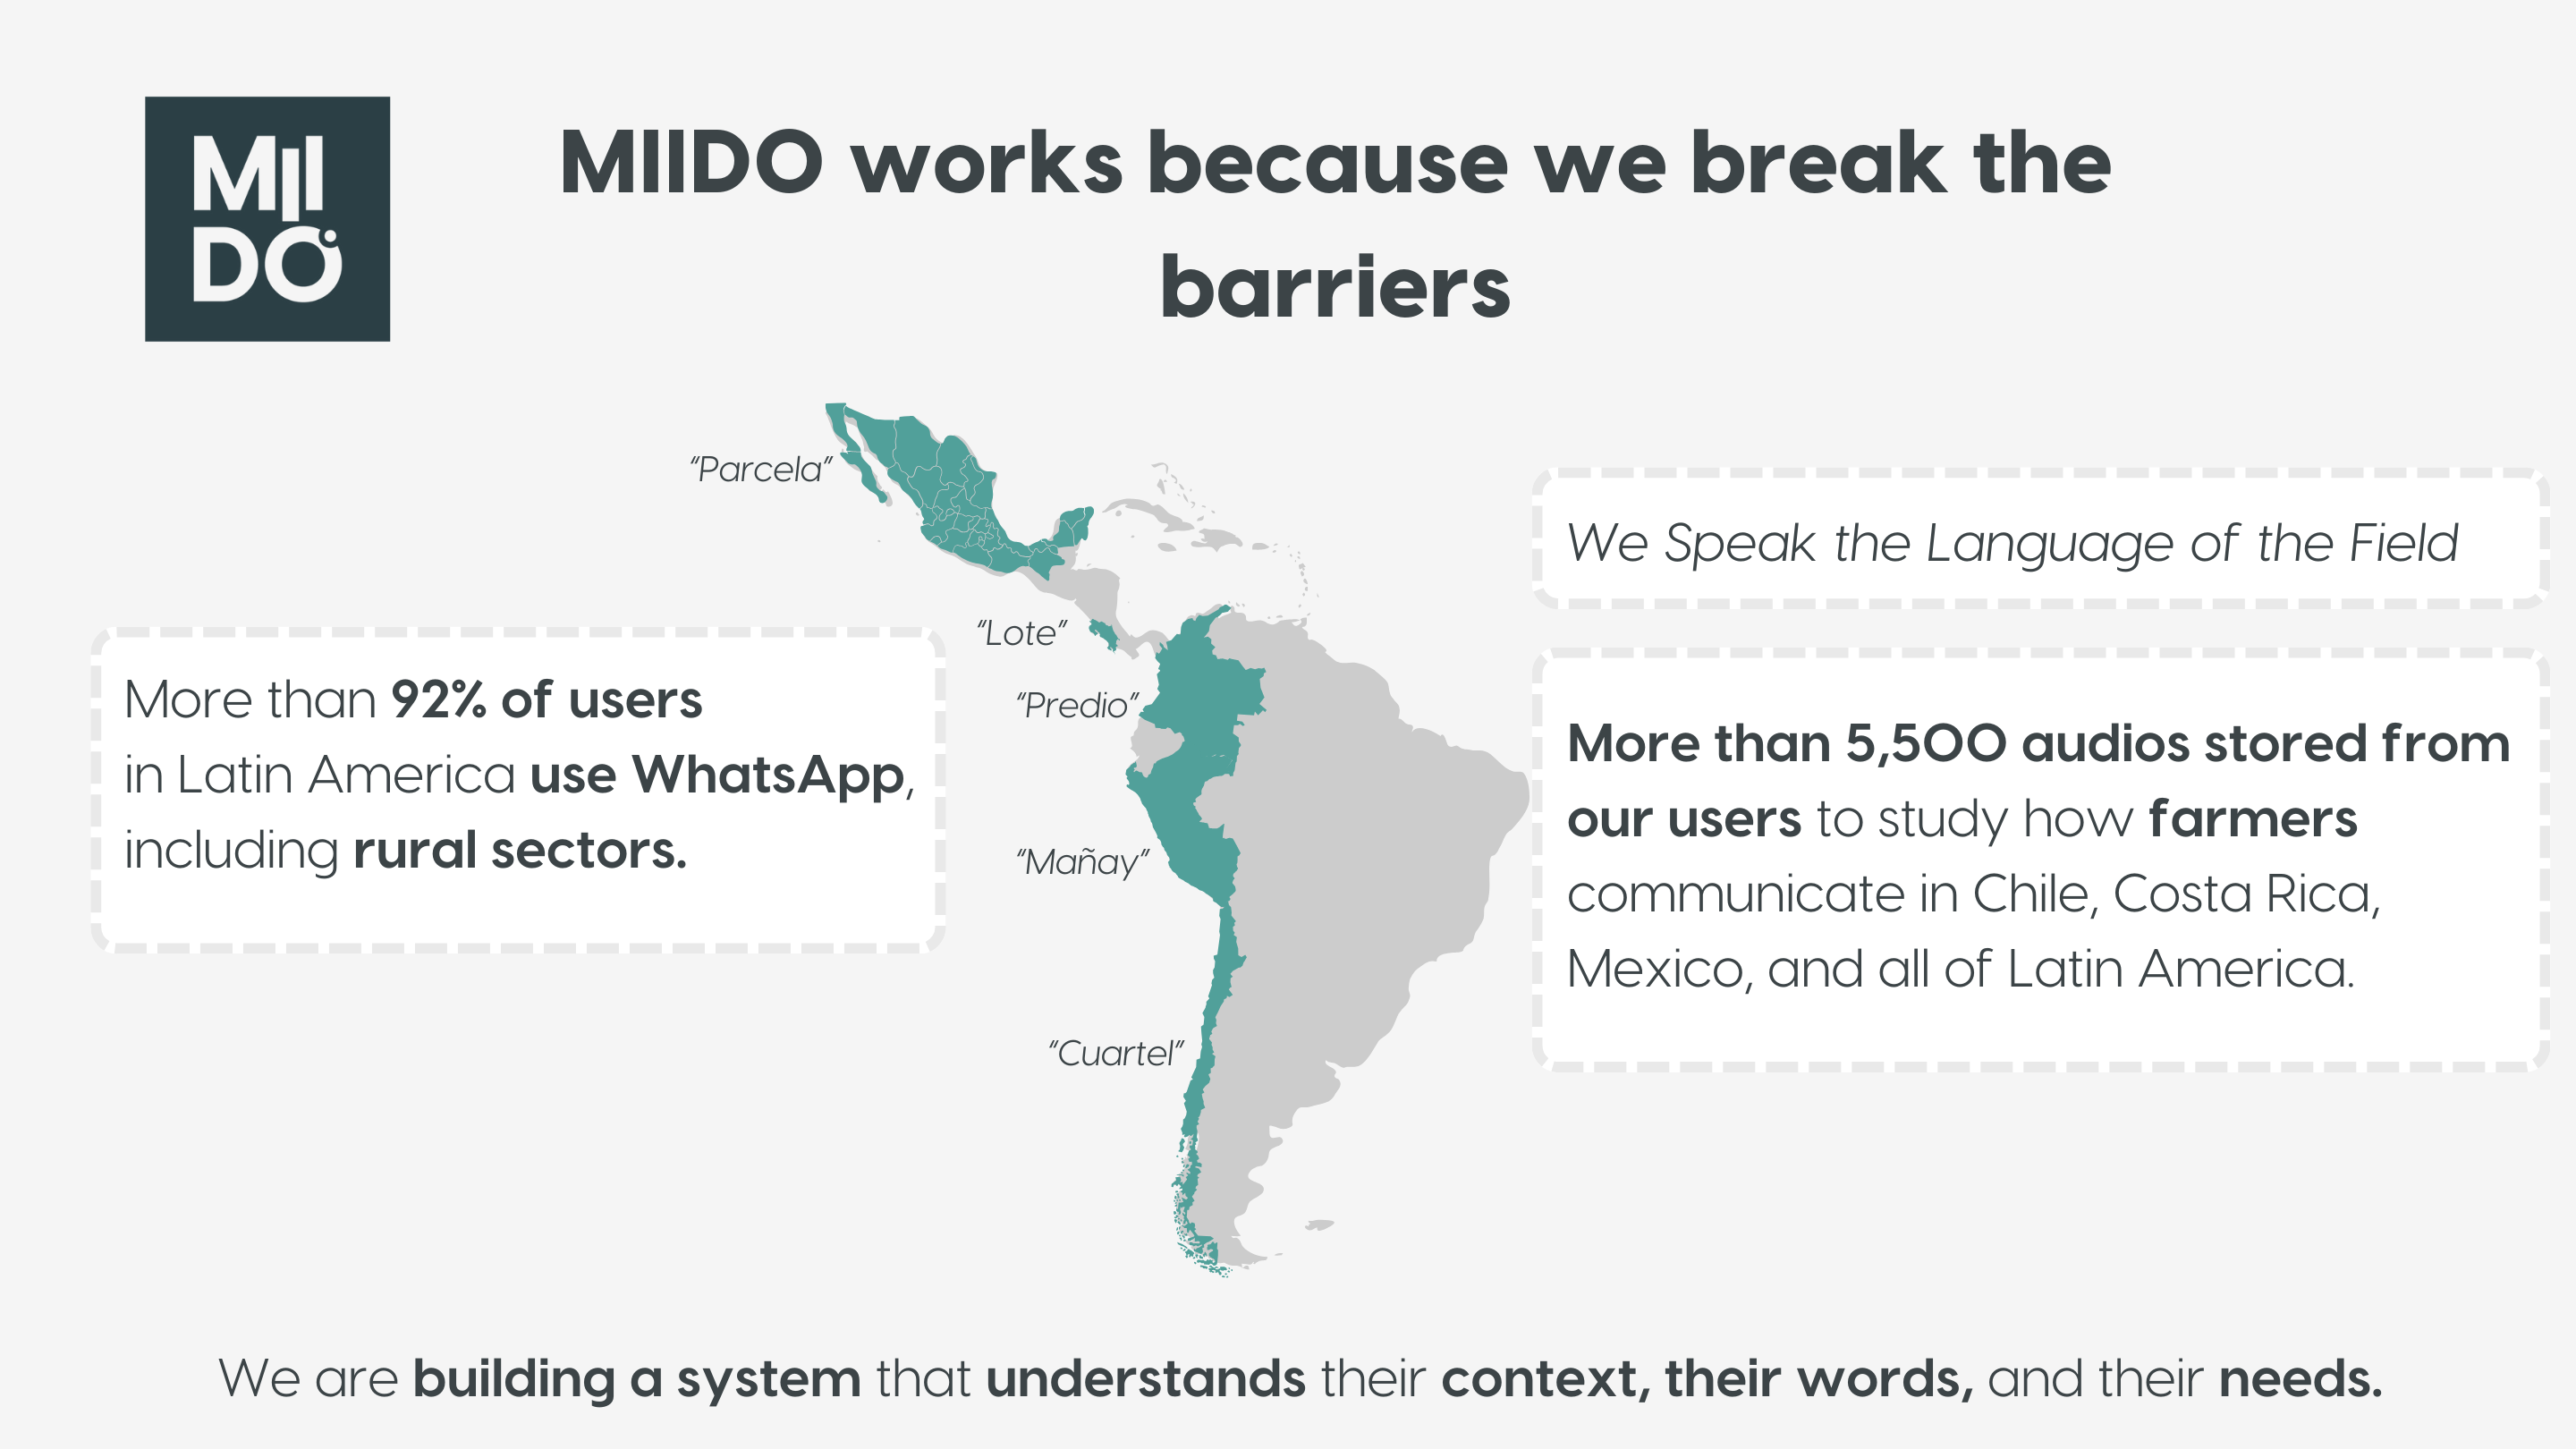 MIIDO
MIIDO works because we break the
barriers
“Parcela”
“Lote”
“Predio”
“Mañay”
“Cuartel”
More than 92% of users
in Latin America use WhatsApp,
including rural sectors.
We Speak the Language of the Field
More than 5,500 audios stored from
our users to study how farmers
communicate in Chile, Costa Rica,
Mexico, and all of Latin America.
We are building a system that understands their context, their words, and their needs.